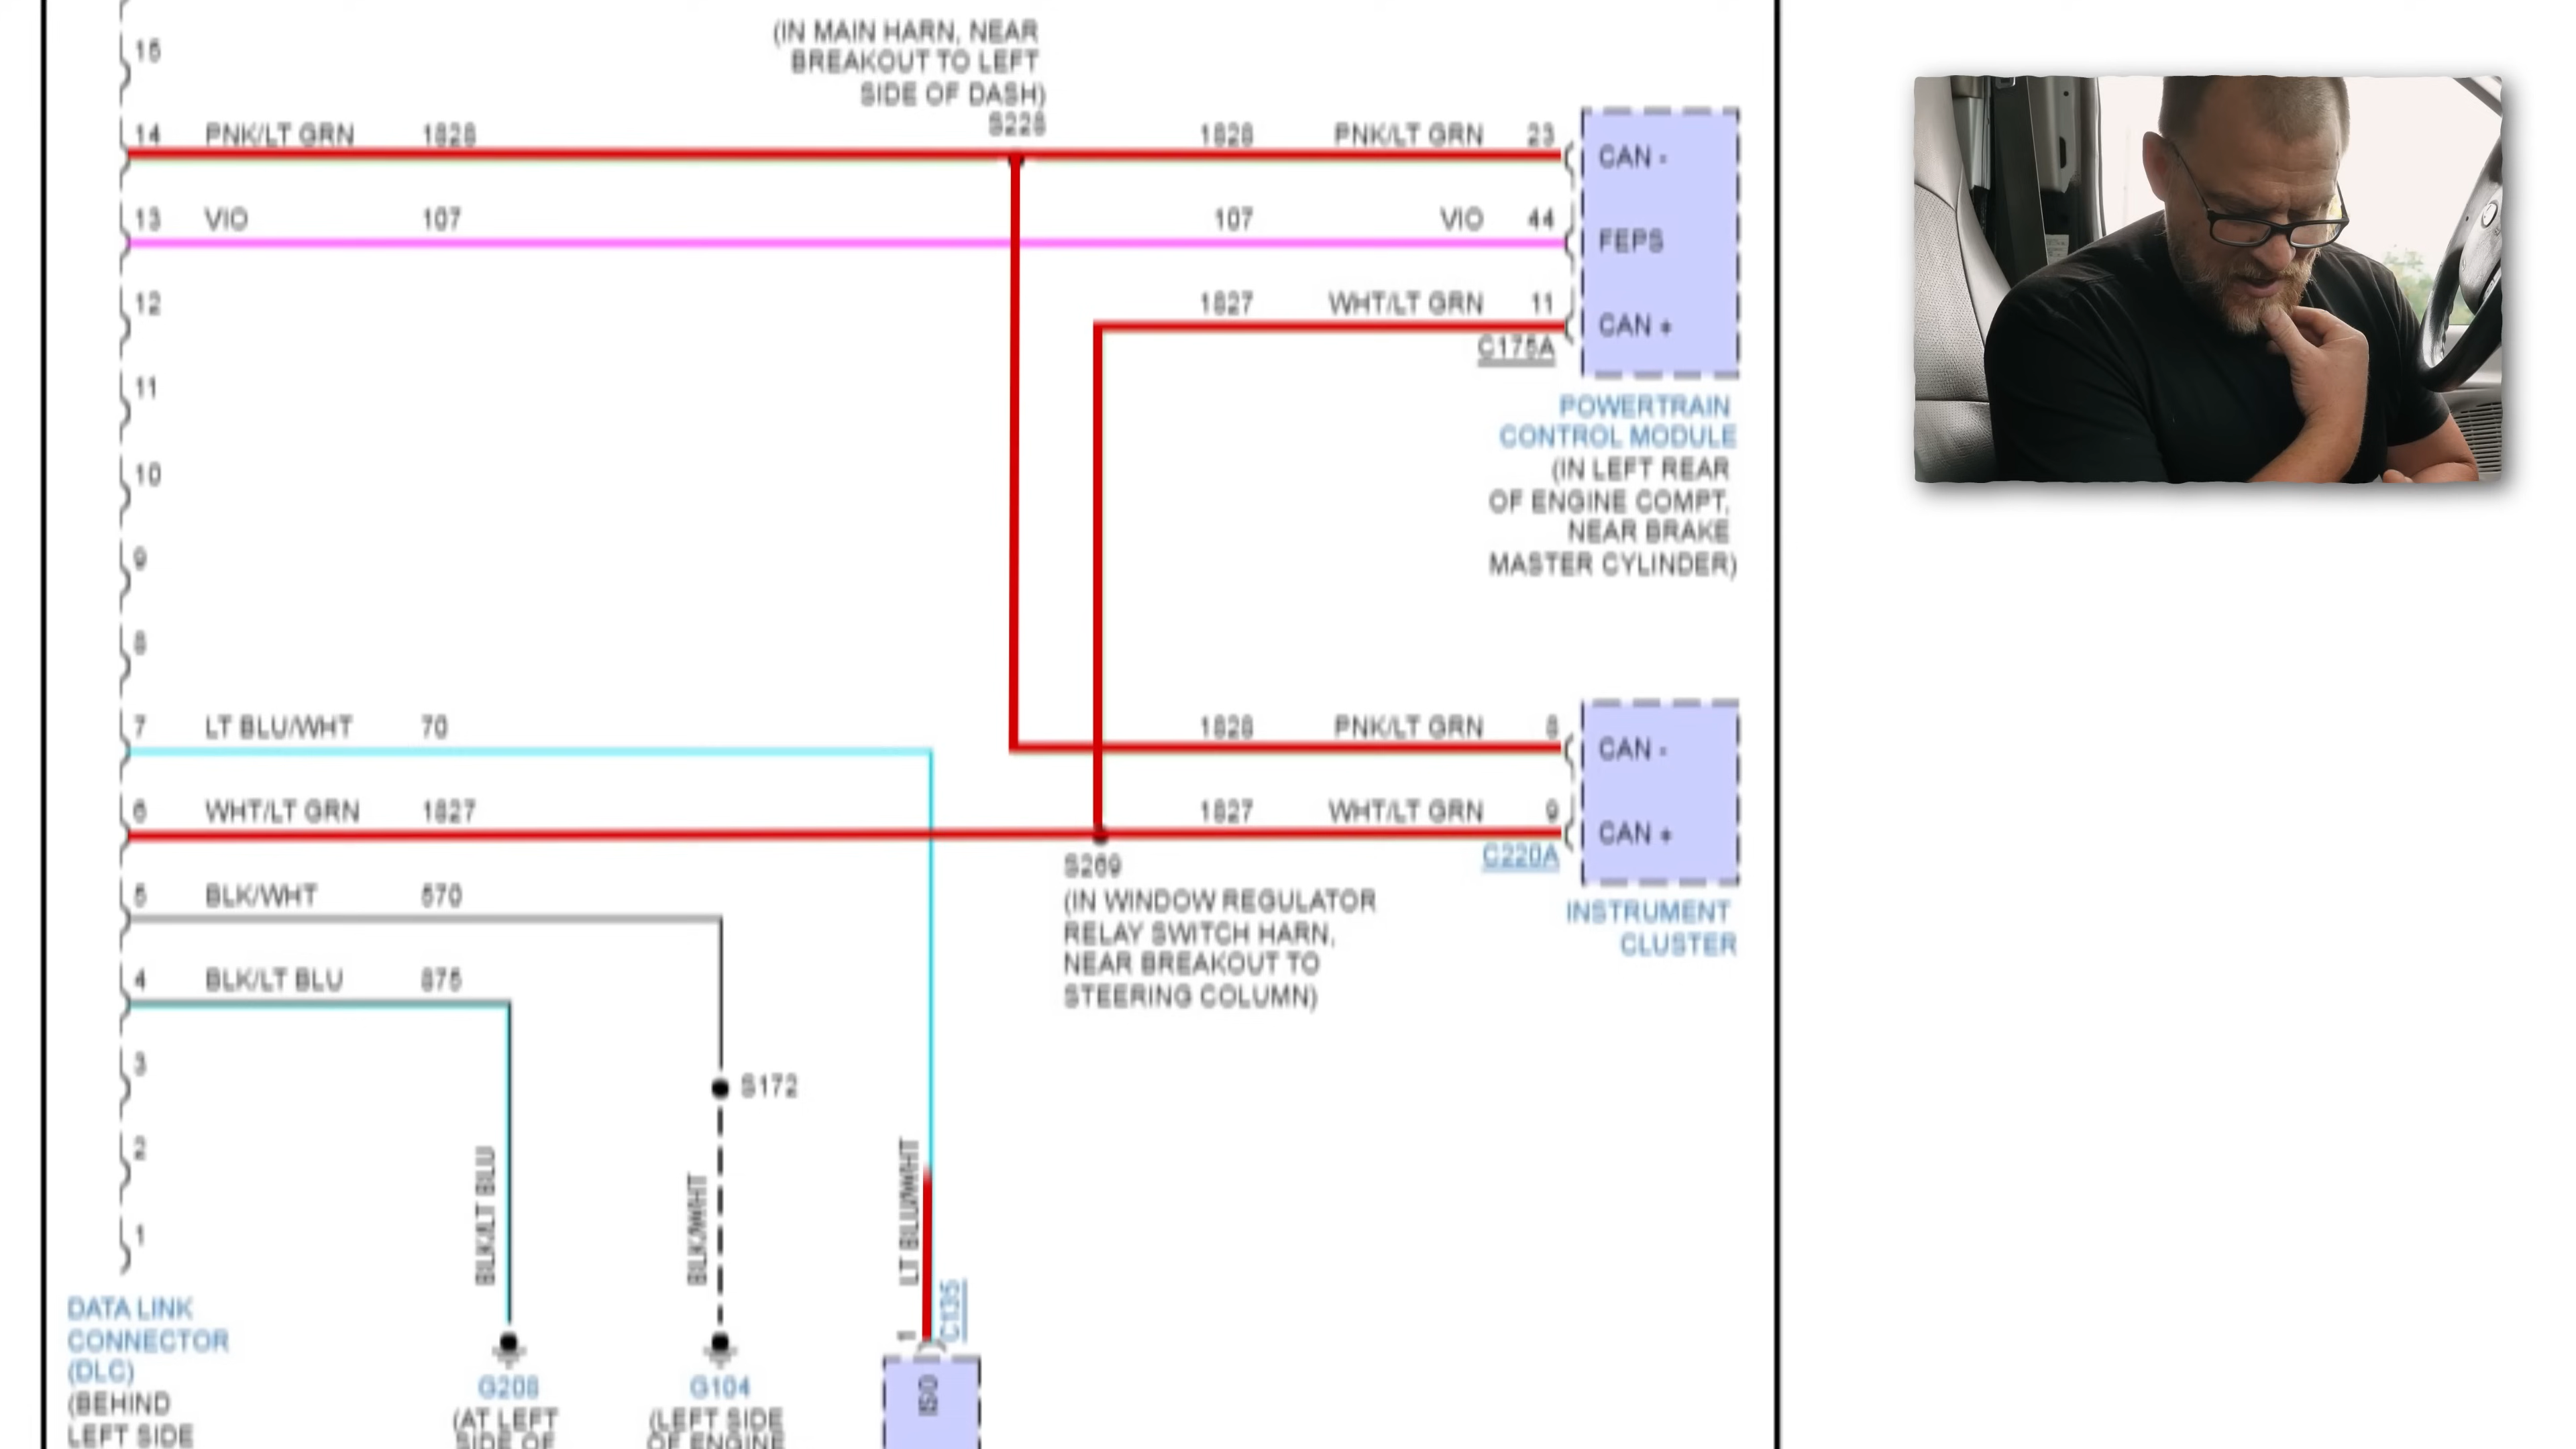 (IN MAIN HARN, NEAR
BREAKOUT TO LEFT
SIDE OF DASH)
S228
15
14 PNK/LT GRN 1828 1828 PNK/LT GRN 23
CAN -
13 VIO 107 107 VIO 44
FEPS
12 1827 WHT/LT GRN 11
CAN +
C175A
POWERTRAIN
CONTROL MODULE
(IN LEFT REAR
OF ENGINE COMPT,
NEAR BRAKE
MASTER CYLINDER)
11
10
9
8
7 LT BLU/WHT 70 1828 PNK/LT GRN 8
CAN -
6 WHT/LT GRN 1827 1827 WHT/LT GRN 9
CAN +
C220A
INSTRUMENT
CLUSTER
S269
(IN WINDOW REGULATOR
RELAY SWITCH HARN,
NEAR BREAKOUT TO
STEERING COLUMN)
5 BLK/WHT 570
4 BLK/LT BLU 875
3
2
1
S172
BLK/LT BLU
BLK/WHT
LT BLU/WHT
1
C135
ISO
DATA LINK
CONNECTOR
(DLC)
(BEHIND
LEFT SIDE
G208
(AT LEFT
SIDE OF
G104
(LEFT SIDE
OF ENGINE